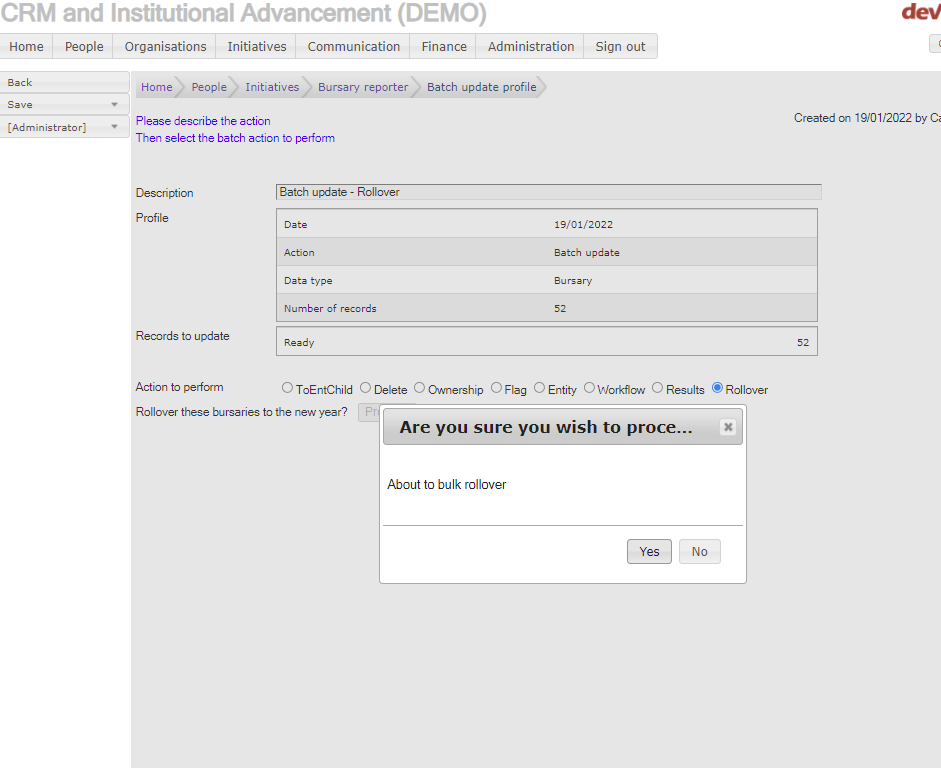 CRM and Institutional Advancement (DEMO)
Home People Organisations Initiatives Communication Finance Administration Sign out
Back
Save
[Administrator]
Home People Initiatives Bursary reporter Batch update profile
Please describe the action
Then select the batch action to perform
Created on 19/01/2022 by
Description Batch update - Rollover
Profile
Date 19/01/2022
Action Batch update
Data type Bursary
Number of records 52
Records to update
Ready 52
Action to perform ToEntChild Delete Ownership Flag Entity Workflow Results Rollover
Rollover these bursaries to the new year?
Are you sure you wish to proce...
About to bulk rollover
Yes No